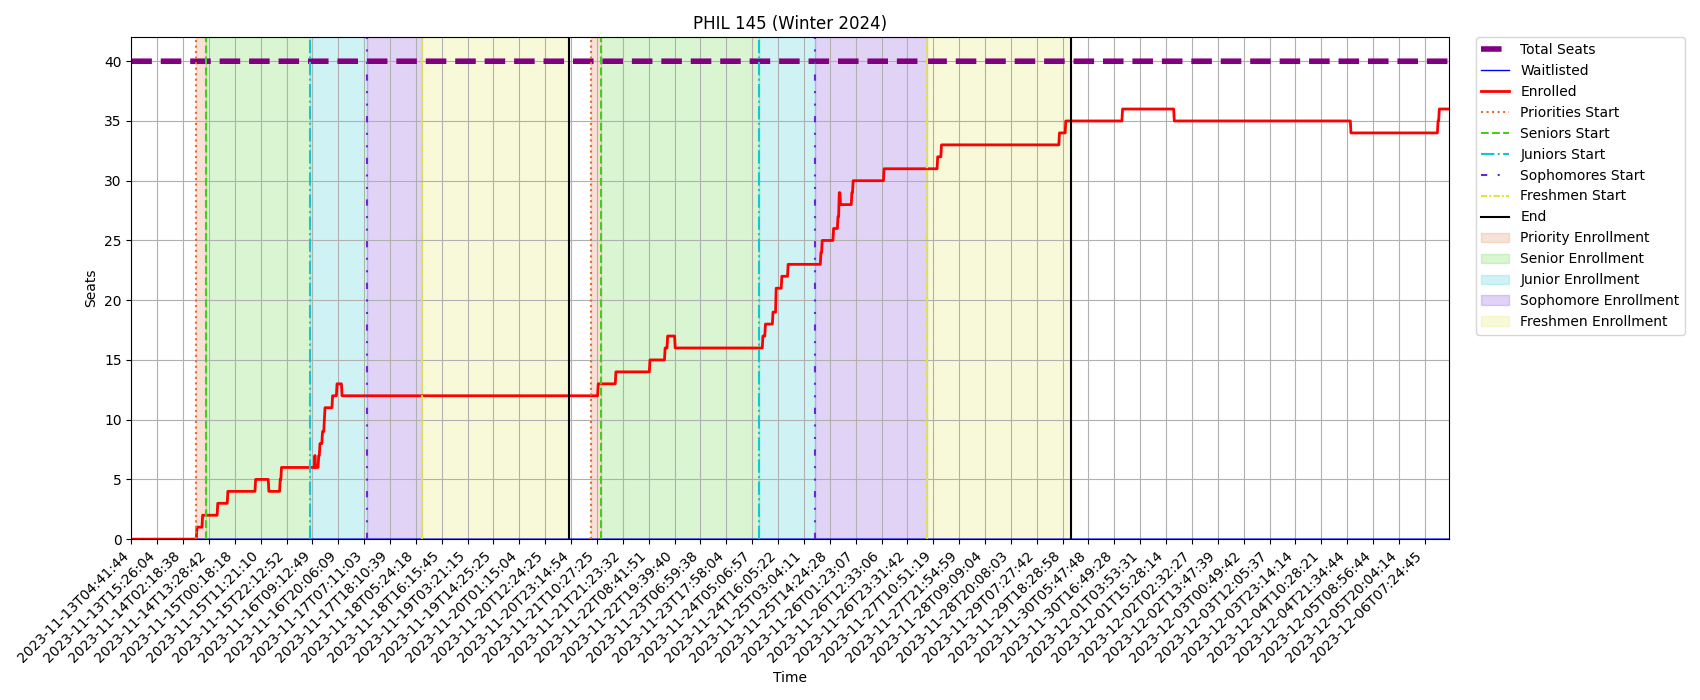 PHIL 145 (Winter 2024)
Seats
40
35
30
25
20
15
10
5
0
2023-11-13T04:41:44
2023-11-13T15:26:04
2023-11-14T02:18:38
2023-11-14T13:28:42
2023-11-15T00:18:18
2023-11-15T11:21:10
2023-11-15T22:12:52
2023-11-16T09:12:49
2023-11-16T20:06:09
2023-11-17T07:11:03
2023-11-17T18:10:39
2023-11-18T05:24:18
2023-11-18T16:15:45
2023-11-19T03:21:15
2023-11-19T14:25:25
2023-11-20T01:15:04
2023-11-20T12:24:25
2023-11-20T23:14:54
2023-11-21T10:27:25
2023-11-21T21:23:32
2023-11-22T08:41:51
2023-11-22T19:39:40
2023-11-23T06:59:38
2023-11-23T17:58:04
2023-11-24T05:06:57
2023-11-24T16:05:22
2023-11-25T03:04:11
2023-11-25T14:24:28
2023-11-26T01:23:07
2023-11-26T12:33:06
2023-11-26T23:31:42
2023-11-27T10:51:19
2023-11-27T21:54:59
2023-11-28T09:09:04
2023-11-28T20:08:03
2023-11-29T07:27:42
2023-11-29T18:28:58
2023-11-30T05:47:48
2023-11-30T16:49:28
2023-12-01T03:53:31
2023-12-01T15:28:14
2023-12-02T02:32:27
2023-12-02T13:47:39
2023-12-03T00:49:42
2023-12-03T12:05:37
2023-12-03T23:14:14
2023-12-04T10:28:21
2023-12-04T21:34:44
2023-12-05T08:56:44
2023-12-05T20:04:14
2023-12-06T07:24:45
Time
Total Seats
Waitlisted
Enrolled
Priorities Start
Seniors Start
Juniors Start
Sophomores Start
Freshmen Start
End
Priority Enrollment
Senior Enrollment
Junior Enrollment
Sophomore Enrollment
Freshmen Enrollment